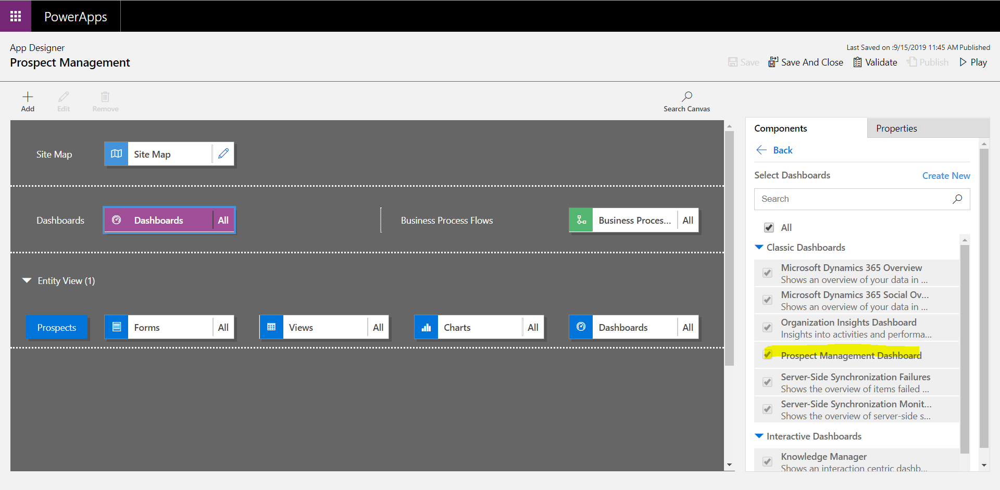 PowerApps
App Designer
Prospect Management
Last Saved on :9/15/2019 11:45 AM Published
Save
Save And Close
Validate
Publish
Play
Add
Edit
Remove
Search Canvas
Site Map
Site Map
Dashboards
Dashboards
All
Business Process Flows
Business Proces...
All
Entity View (1)
Prospects
Forms
All
Views
All
Charts
All
Dashboards
All
Components
Properties
Back
Select Dashboards
Create New
Search
All
Classic Dashboards
Microsoft Dynamics 365 Overview
Shows an overview of your data in ...
Microsoft Dynamics 365 Social Ov...
Shows an overview of your data in ...
Organization Insights Dashboard
Insights into activities and performa...
Prospect Management Dashboard
Server-Side Synchronization Failures
Shows the overview of items failed ...
Server-Side Synchronization Monit...
Shows the overview of server-side s...
Interactive Dashboards
Knowledge Manager
Shows an interaction centric dashb...